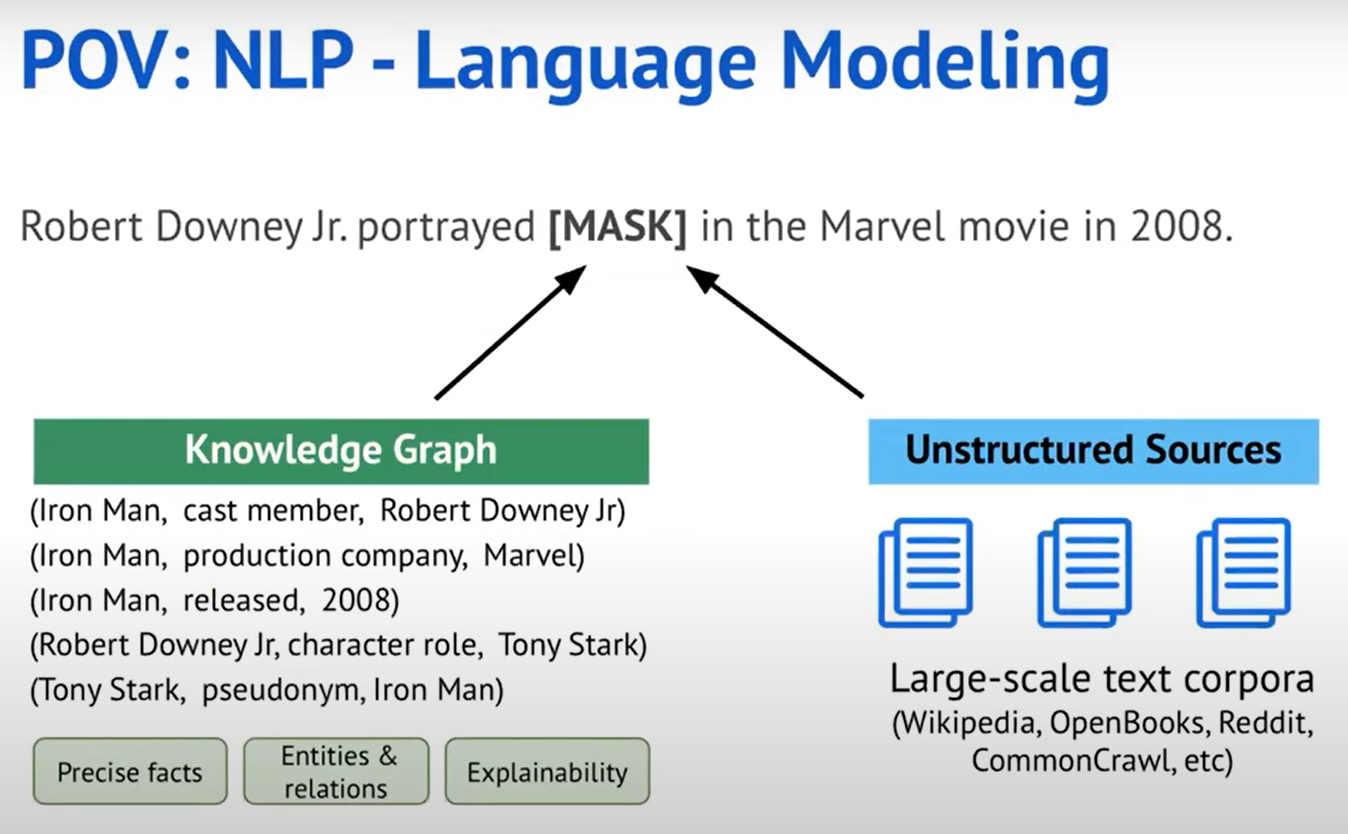 POV: NLP - Language Modeling
Robert Downey Jr. portrayed [MASK] in the Marvel movie in 2008.
Knowledge Graph
(Iron Man, cast member, Robert Downey Jr)
(Iron Man, production company, Marvel)
(Iron Man, released, 2008)
(Robert Downey Jr, character role, Tony Stark)
(Tony Stark, pseudonym, Iron Man)
Precise facts
Entities &
relations
Explainability
Unstructured Sources
Large-scale text corpora
(Wikipedia, OpenBooks, Reddit,
CommonCrawl, etc)